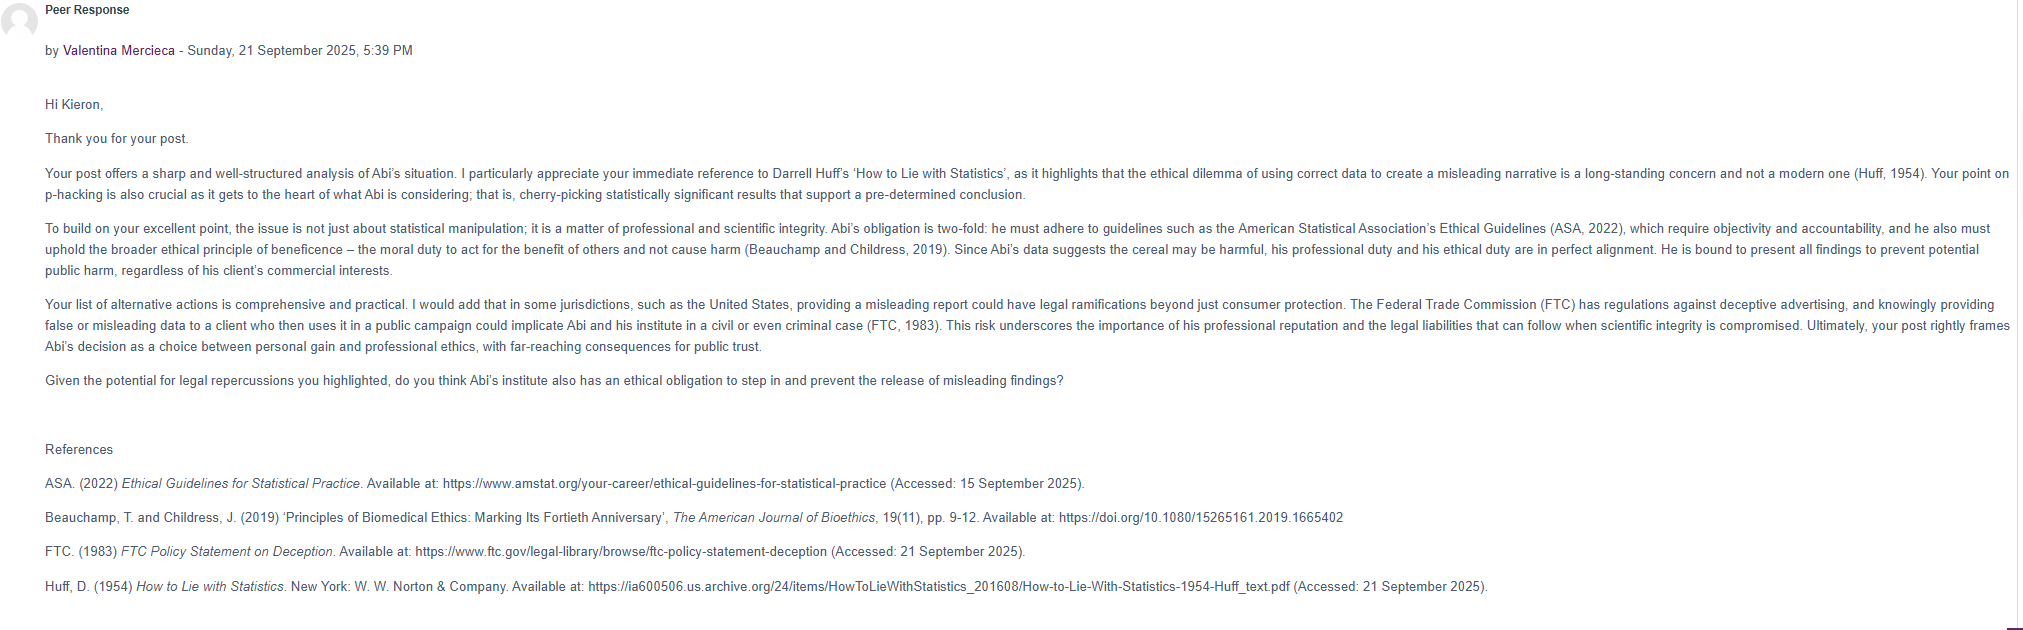 Peer Response
by Valentina Mercieca - Sunday, 21 September 2025, 5:39 PM
Hi Kieron,
Thank you for your post.
Your post offers a sharp and well-structured analysis of Abi’s situation. I particularly appreciate your immediate reference to Darrell Huff’s ‘How to Lie with Statistics’, as it highlights that the ethical dilemma of using correct data to create a misleading narrative is a long-standing concern and not a modern one (Huff, 1954). Your point on
p-hacking is also crucial as it gets to the heart of what Abi is considering; that is, cherry-picking statistically significant results that support a pre-determined conclusion.
To build on your excellent point, the issue is not just about statistical manipulation; it is a matter of professional and scientific integrity. Abi’s obligation is two-fold: he must adhere to guidelines such as the American Statistical Association’s Ethical Guidelines (ASA, 2022), which require objectivity and accountability, and he also must
uphold the broader ethical principle of beneficence – the moral duty to act for the benefit of others and not cause harm (Beauchamp and Childress, 2019). Since Abi’s data suggests the cereal may be harmful, his professional duty and his ethical duty are in perfect alignment. He is bound to present all findings to prevent potential
public harm, regardless of his client’s commercial interests.
Your list of alternative actions is comprehensive and practical. I would add that in some jurisdictions, such as the United States, providing a misleading report could have legal ramifications beyond just consumer protection. The Federal Trade Commission (FTC) has regulations against deceptive advertising, and knowingly providing
false or misleading data to a client who then uses it in a public campaign could implicate Abi and his institute in a civil or even criminal case (FTC, 1983). This risk underscores the importance of his professional reputation and the legal liabilities that can follow when scientific integrity is compromised. Ultimately, your post rightly frames
Abi’s decision as a choice between personal gain and professional ethics, with far-reaching consequences for public trust.
Given the potential for legal repercussions you highlighted, do you think Abi’s institute also has an ethical obligation to step in and prevent the release of misleading findings?
References
ASA. (2022) Ethical Guidelines for Statistical Practice. Available at: https://www.amstat.org/your-career/ethical-guidelines-for-statistical-practice (Accessed: 15 September 2025).
Beauchamp, T. and Childress, J. (2019) ‘Principles of Biomedical Ethics: Marking Its Fortieth Anniversary’, The American Journal of Bioethics, 19(11), pp. 9-12. Available at: https://doi.org/10.1080/15265161.2019.1665402
FTC. (1983) FTC Policy Statement on Deception. Available at: https://www.ftc.gov/legal-library/browse/ftc-policy-statement-deception (Accessed: 21 September 2025).
Huff, D. (1954) How to Lie with Statistics. New York: W. W. Norton & Company. Available at: https://ia600506.us.archive.org/24/items/HowToLieWithStatistics_201608/How-to-Lie-With-Statistics-1954-Huff_text.pdf (Accessed: 21 September 2025).